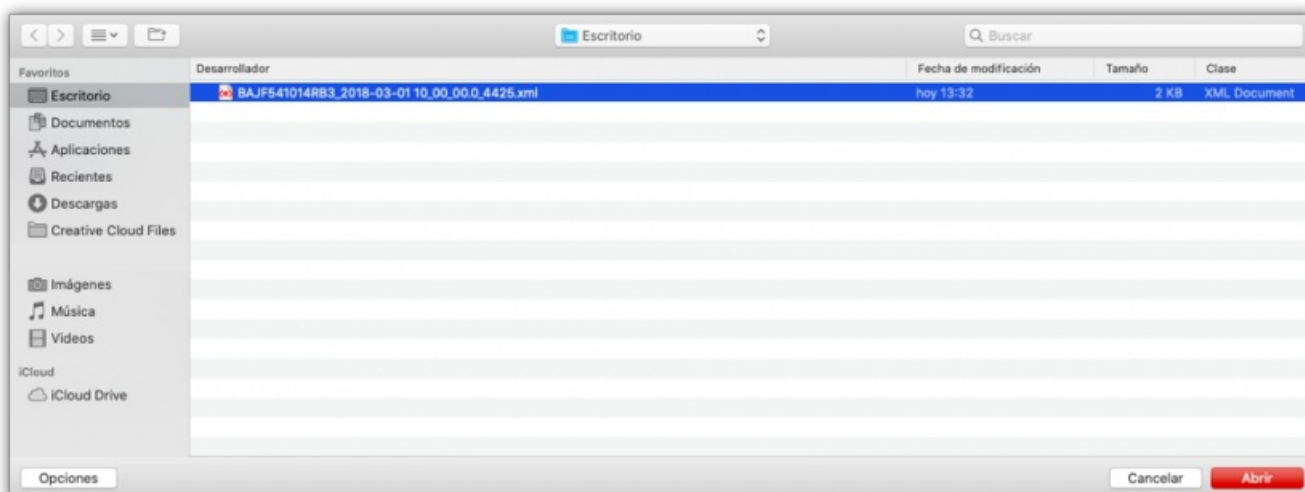 Escritorio
Buscar
Favoritos
Desarrollador Fecha de modificación Tamaño Clase
Escritorio
BAJF541014RB3_2018-03-01 10_00_00.0_4425.xml hoy 13:32 2 KB XML Document
Documentos
Aplicaciones
Recientes
Descargas
Creative Cloud Files
Imágenes
Música
Videos
iCloud
iCloud Drive
Opciones
Cancelar
Abrir